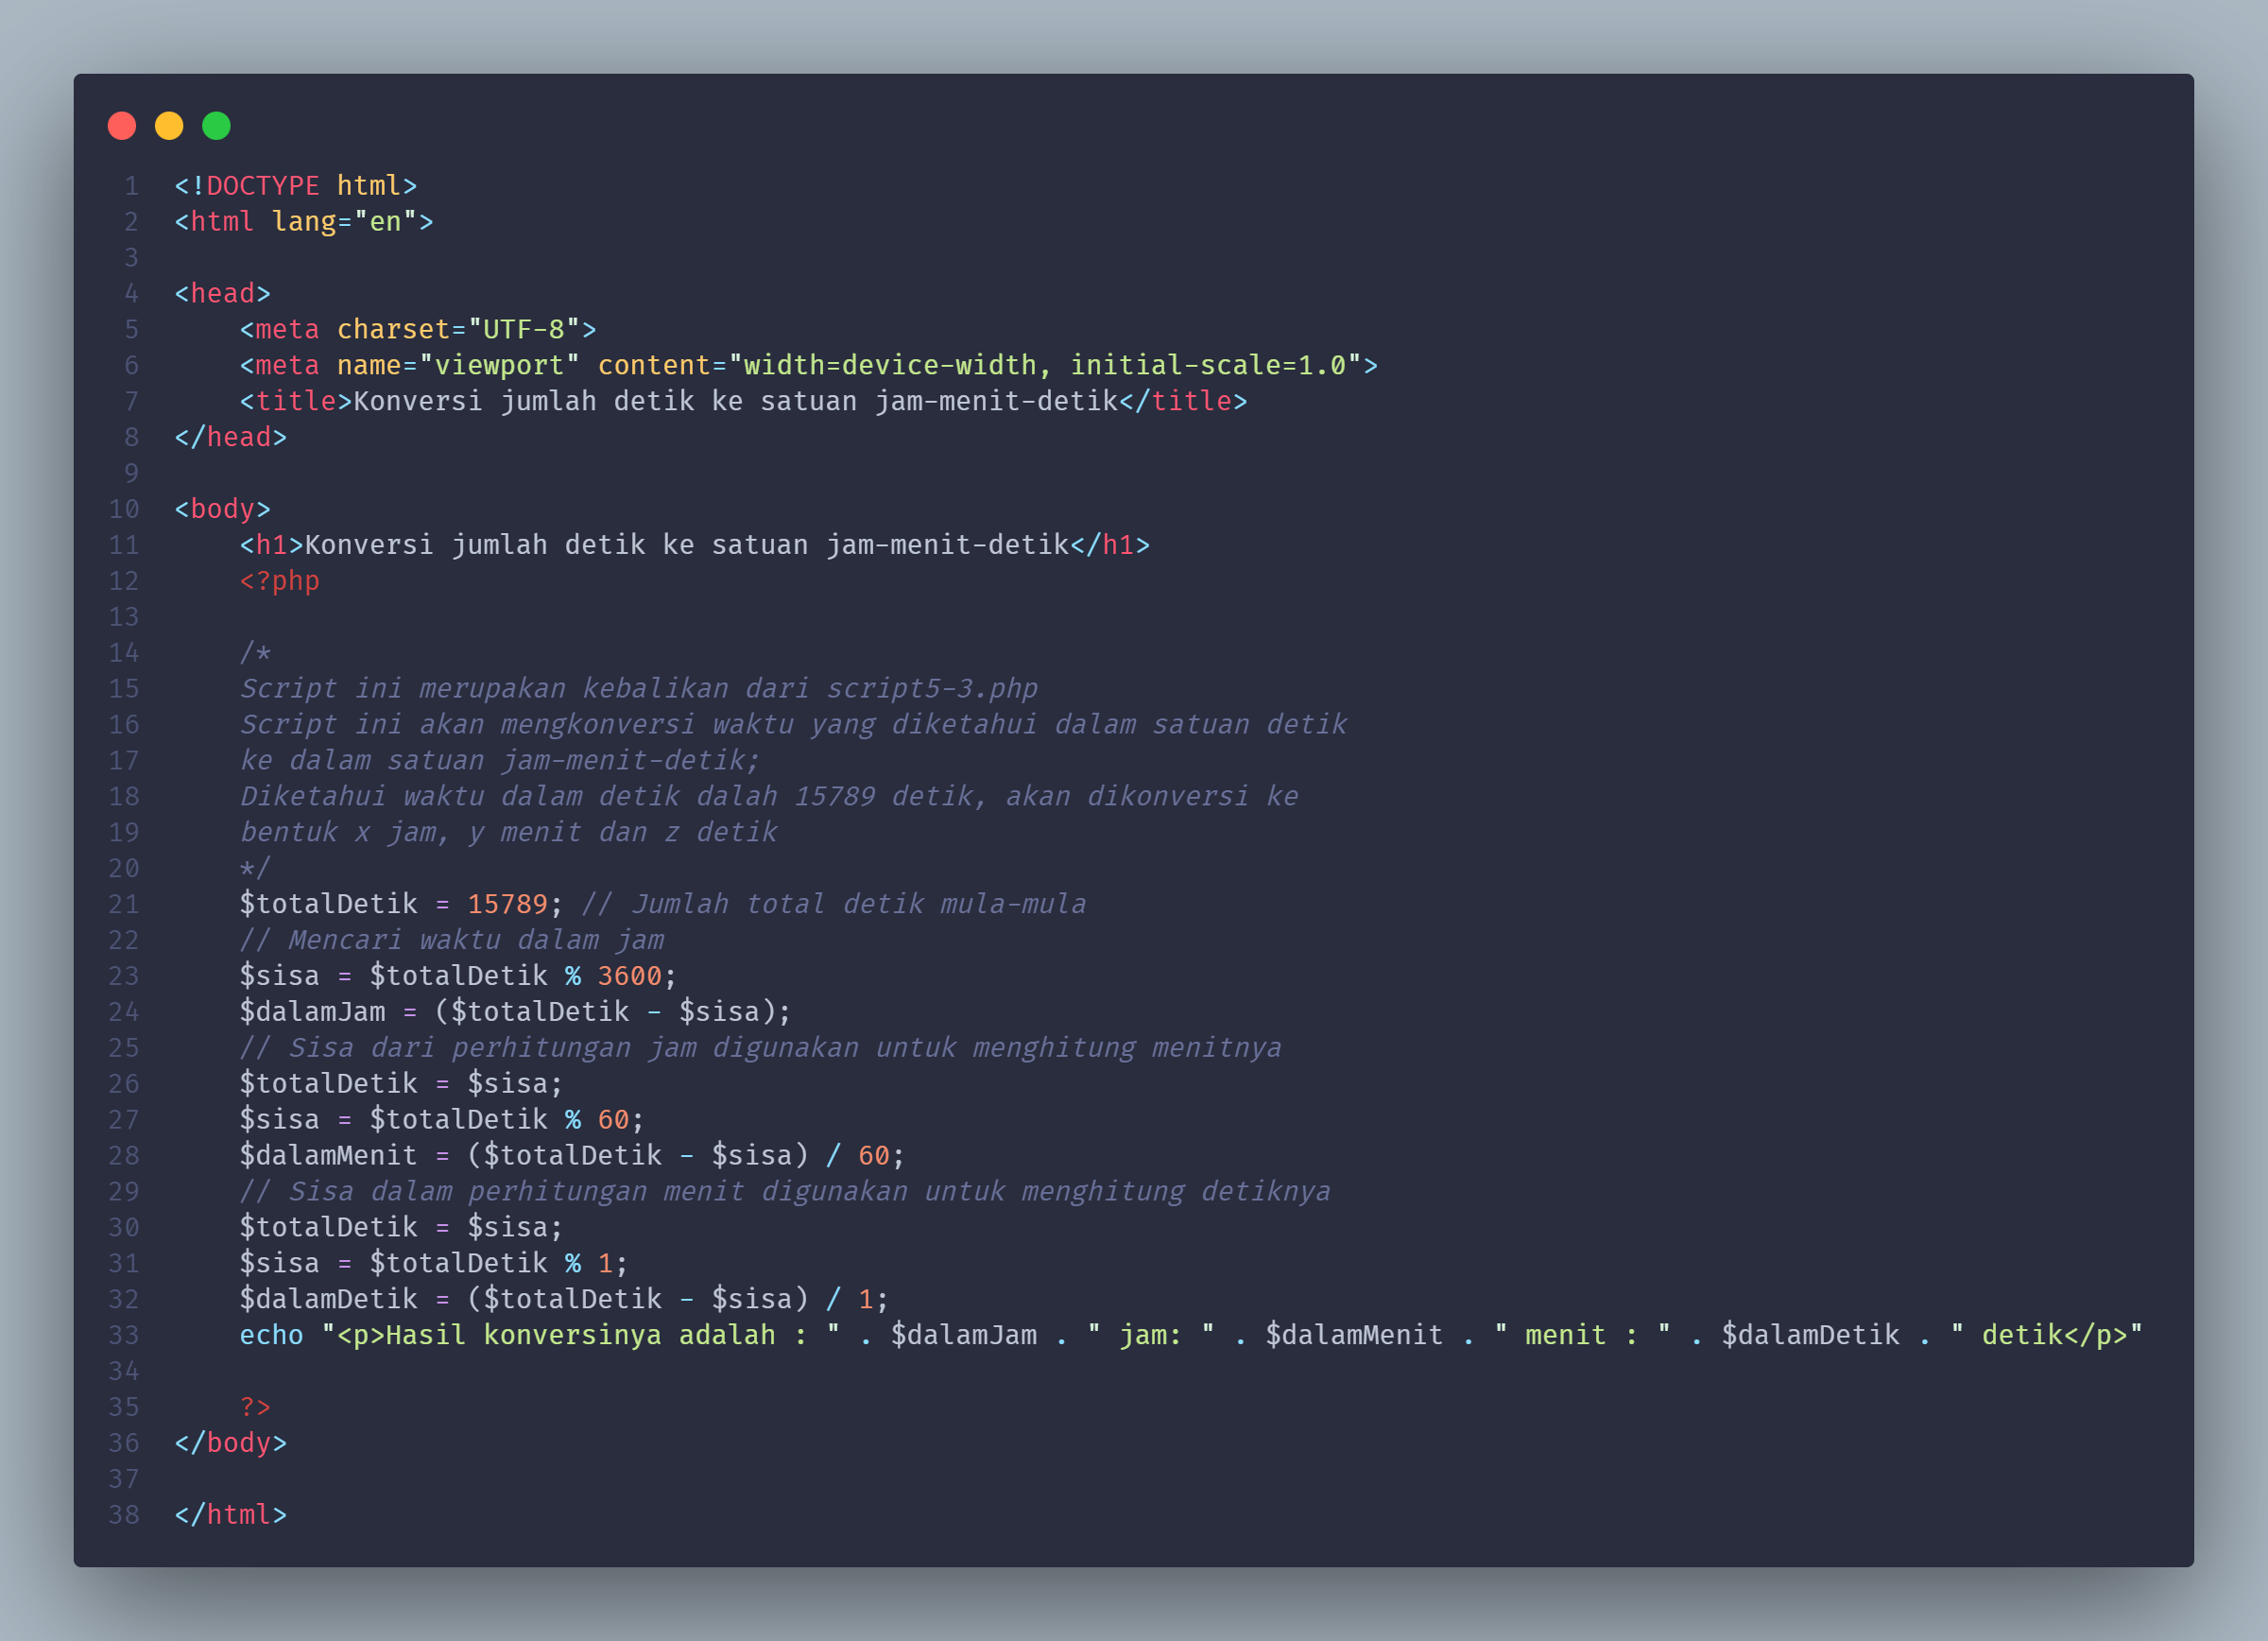 1 <!DOCTYPE html>
2 <html lang="en">
3
4 <head>
5     <meta charset="UTF-8">
6     <meta name="viewport" content="width=device-width, initial-scale=1.0">
7     <title>Konversi jumlah detik ke satuan jam-menit-detik</title>
8 </head>
9
10 <body>
11     <h1>Konversi jumlah detik ke satuan jam-menit-detik</h1>
12     <?php
13
14     /*
15     Script ini merupakan kebalikan dari script5-3.php
16     Script ini akan mengkonversi waktu yang diketahui dalam satuan detik
17     ke dalam satuan jam-menit-detik;
18     Diketahui waktu dalam detik dalah 15789 detik, akan dikonversi ke
19     bentuk x jam, y menit dan z detik
20     */
21     $totalDetik = 15789; // Jumlah total detik mula-mula
22     // Mencari waktu dalam jam
23     $sisa = $totalDetik % 3600;
24     $dalamJam = ($totalDetik - $sisa);
25     // Sisa dari perhitungan jam digunakan untuk menghitung menitnya
26     $totalDetik = $sisa;
27     $sisa = $totalDetik % 60;
28     $dalamMenit = ($totalDetik - $sisa) / 60;
29     // Sisa dalam perhitungan menit digunakan untuk menghitung detiknya
30     $totalDetik = $sisa;
31     $sisa = $totalDetik % 1;
32     $dalamDetik = ($totalDetik - $sisa) / 1;
33     echo "<p>Hasil konversinya adalah : " . $dalamJam . " jam: " . $dalamMenit . " menit : " . $dalamDetik . " detik</p>"
34
35     ?>
36 </body>
37
38 </html>